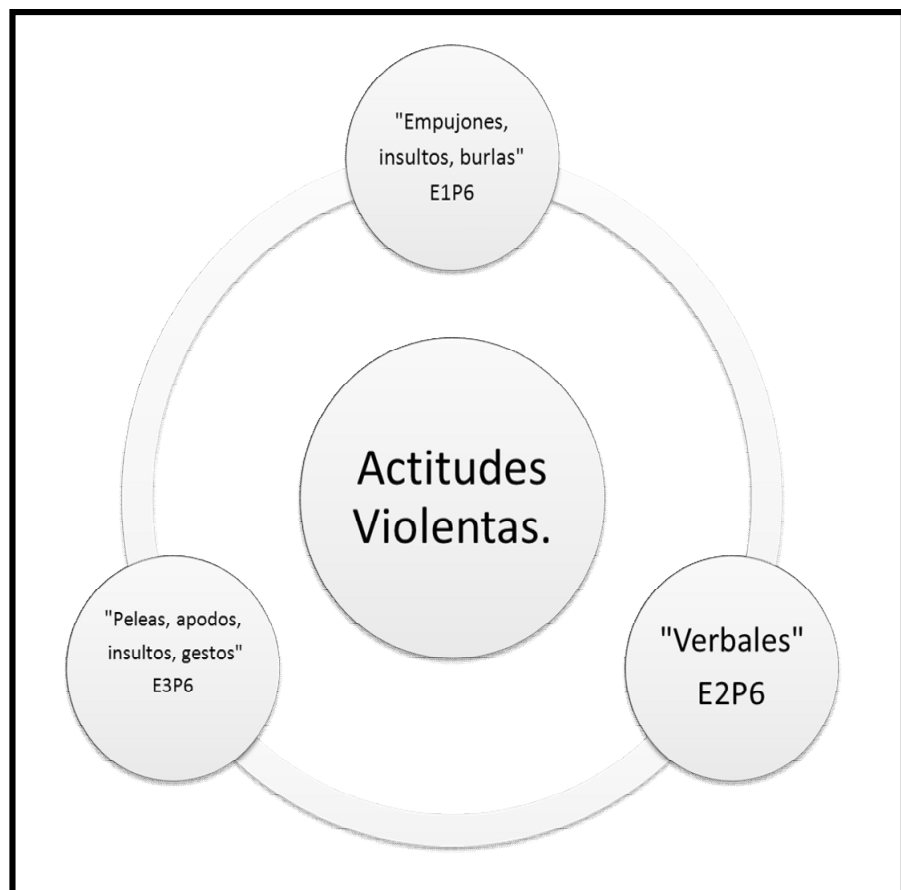 "Empujones,
insultos, burlas"
E1P6
Actitudes
Violentas.
"Peleas, apodos,
insultos, gestos"
E3P6
"Verbales"
E2P6